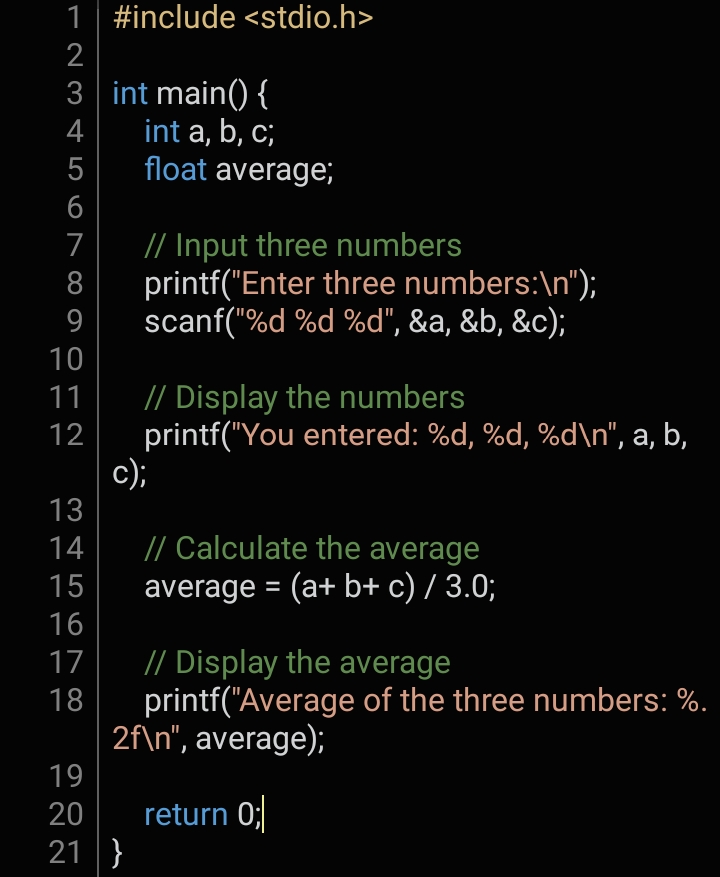 1 #include <stdio.h>
2
3 int main() {
4 int a, b, c;
5 float average;
6
7 // Input three numbers
8 printf("Enter three numbers:\n");
9 scanf("%d %d %d", &a, &b, &c);
10
11 // Display the numbers
12 printf("You entered: %d, %d, %d\n", a, b,
c);
13
14 // Calculate the average
15 average = (a+ b+ c) / 3.0;
16
17 // Display the average
18 printf("Average of the three numbers: %.
2f\n", average);
19
20 return 0;
21 }